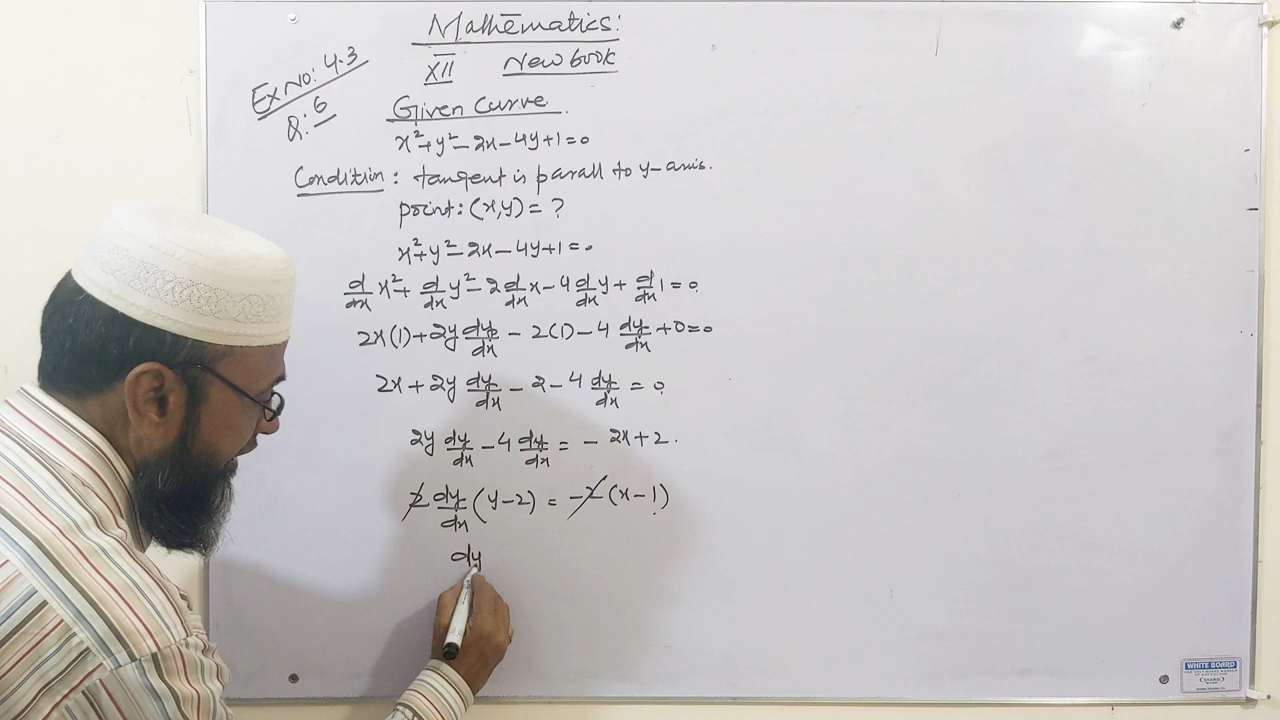 Mathematics:
XII New book
Ex No: 4.3
Q: 6
Given Curve
x²+y²-2x-4y+1=0
Condition: tangent is parall to y-axis.
point: (x,y) = ?
x²+y²-2x-4y+1=0
d/dx x²+ d/dx y²-2 d/dx x-4 d/dx y+ d/dx 1=0
2x(1)+2y dy/dx - 2(1)-4 dy/dx +0=0
2x+2y dy/dx - 2-4 dy/dx = 0
2y dy/dx -4 dy/dx = - 2x+2.
2 dy/dx (y-2) = -2(x-1)
dy
WHITE BOARD